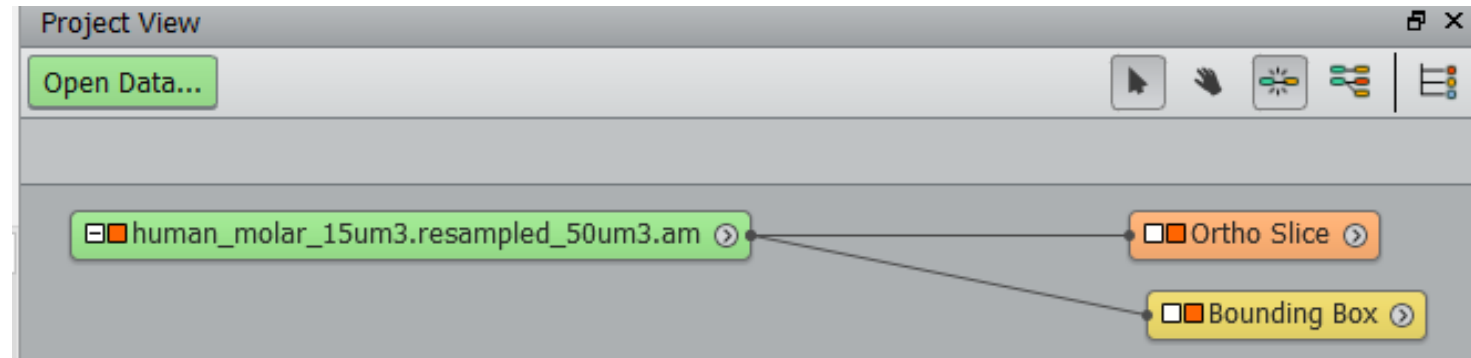 Project View
Open Data...
human_molar_15um3.resampled_50um3.am
Ortho Slice
Bounding Box